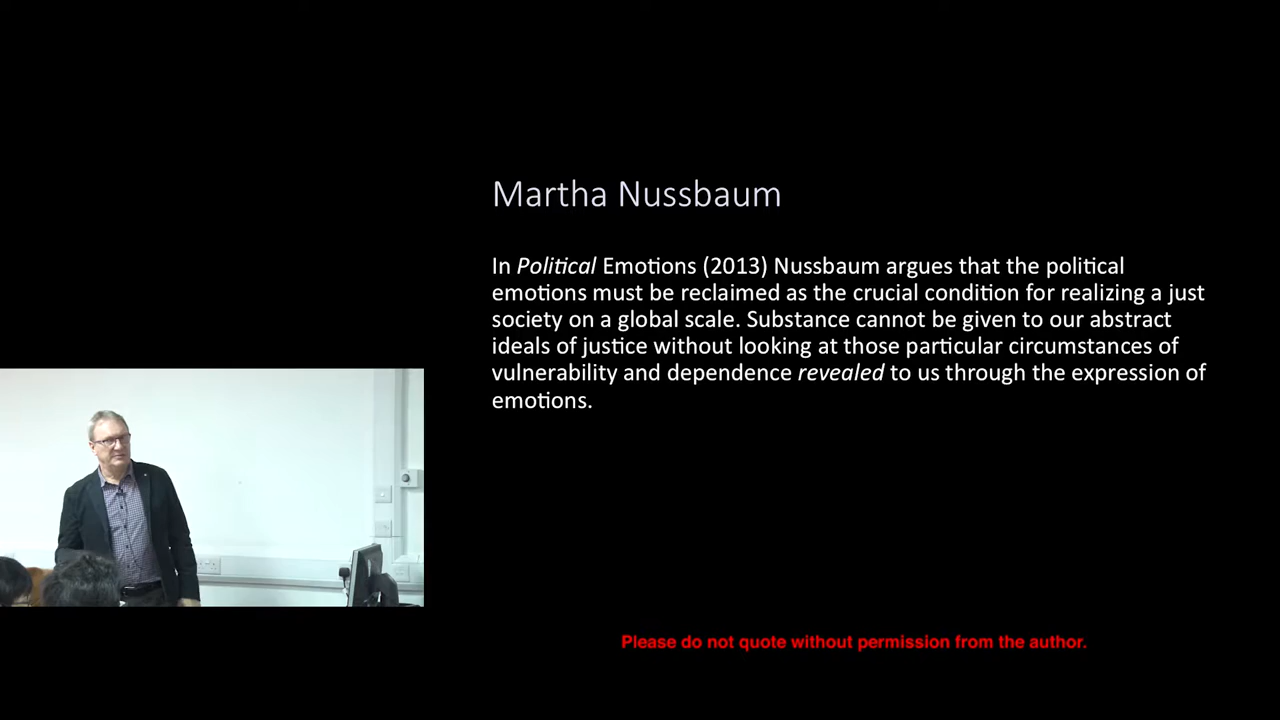 Martha Nussbaum
In Political Emotions (2013) Nussbaum argues that the political
emotions must be reclaimed as the crucial condition for realizing a just
society on a global scale. Substance cannot be given to our abstract
ideals of justice without looking at those particular circumstances of
vulnerability and dependence revealed to us through the expression of
emotions.
Please do not quote without permission from the author.